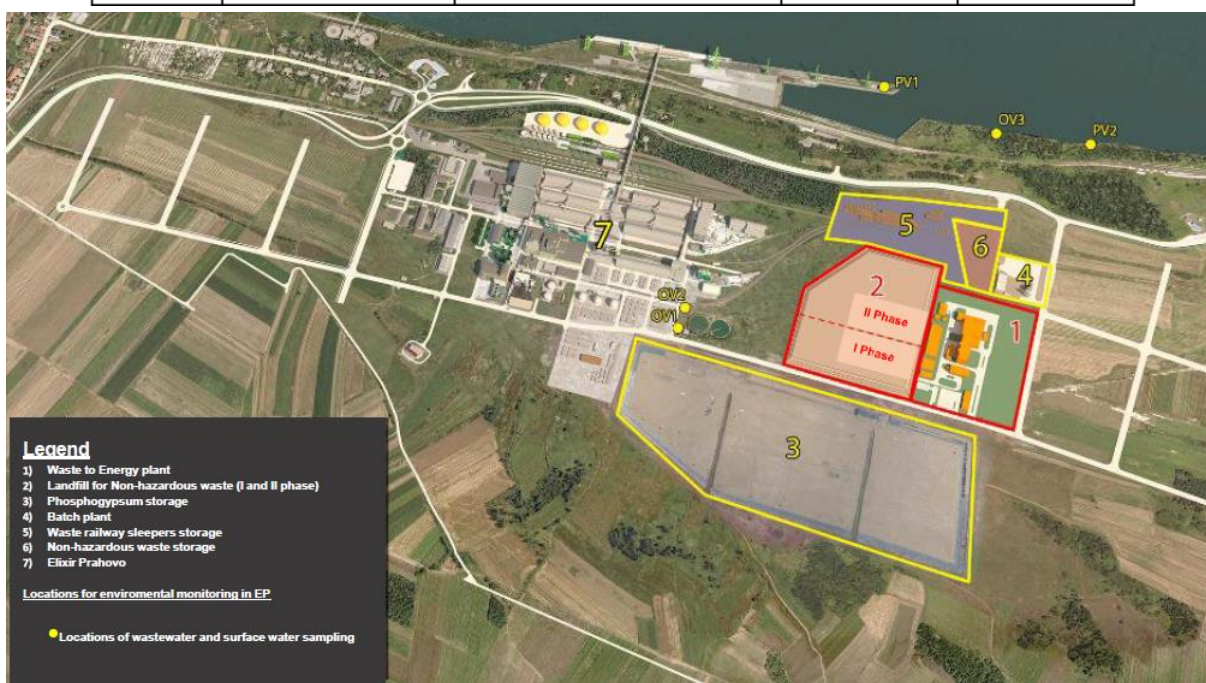 PV1
OV3
PV2
5
6
4
7
2
1
II Phase
I Phase
OV2
OV1
3
Legend
1) Waste to Energy plant
2) Landfill for Non-hazardous waste (I and II phase)
3) Phosphogypsum storage
4) Batch plant
5) Waste railway sleepers storage
6) Non-hazardous waste storage
7) Elixir Prahovo
Locations for enviromental monitoring in EP
Locations of wastewater and surface water sampling